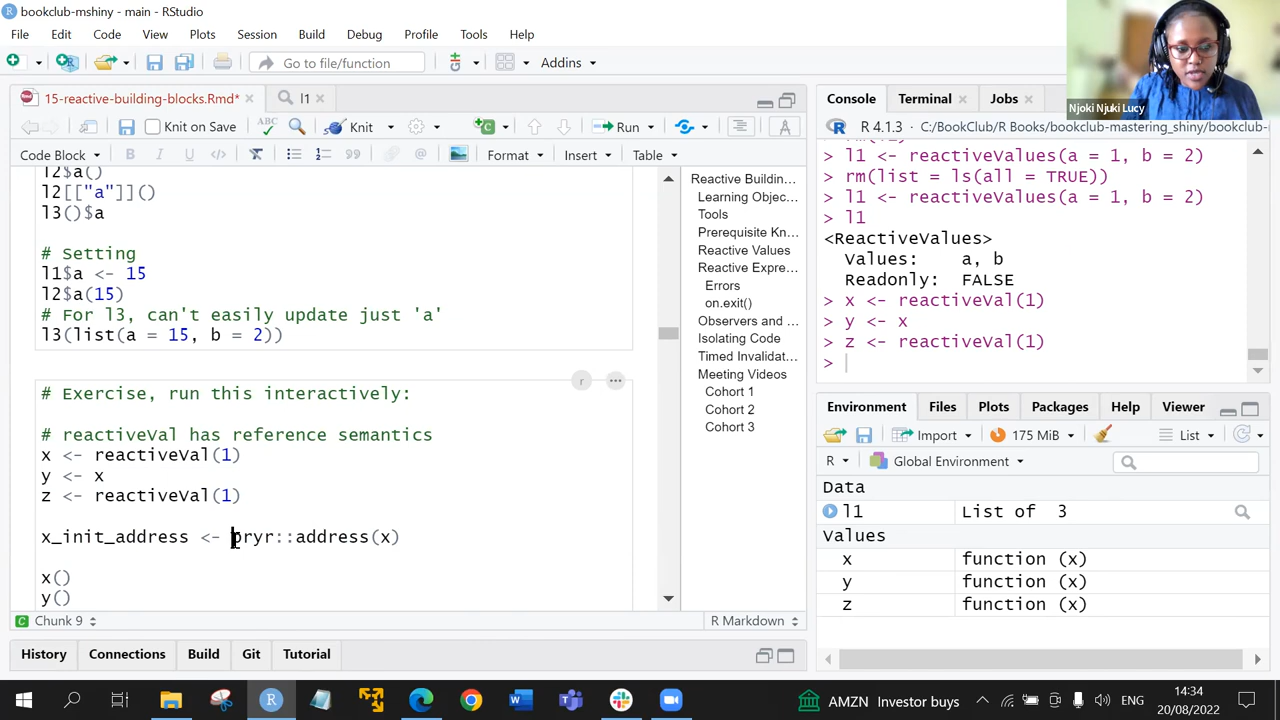 bookclub-mshiny - main - RStudio
File Edit Code View Plots Session Build Debug Profile Tools Help
Go to file/function Addins
15-reactive-building-blocks.Rmd* l1
Knit on Save ABC Knit Run
Code Block B I Format Insert Table
l2$a()
l2[["a"]]()
l3()$a
# Setting
l1$a <- 15
l2$a(15)
# For l3, can't easily update just 'a'
l3(list(a = 15, b = 2))
r
# Exercise, run this interactively:
# reactiveVal has reference semantics
x <- reactiveVal(1)
y <- x
z <- reactiveVal(1)
x_init_address <- pryr::address(x)
x()
y()
Chunk 9 R Markdown
Reactive Buildin...
Learning Objec...
Tools
Prerequisite Kn...
Reactive Values
Reactive Expre...
Errors
on.exit()
Observers and ...
Isolating Code
Timed Invalidat...
Meeting Videos
Cohort 1
Cohort 2
Cohort 3
History Connections Build Git Tutorial
Njoki Njuki Lucy
Console Terminal Jobs
R 4.1.3 · C:/BookClub/R Books/bookclub-mastering_shiny/bookclub-
> l1 <- reactiveValues(a = 1, b = 2)
> rm(list = ls(all = TRUE))
> l1 <- reactiveValues(a = 1, b = 2)
> l1
<ReactiveValues>
Values: a, b
Readonly: FALSE
> x <- reactiveVal(1)
> y <- x
> z <- reactiveVal(1)
>
Environment Files Plots Packages Help Viewer
Import 175 MiB List
R Global Environment
Data
l1 List of 3
Values
x function (x)
y function (x)
z function (x)
AMZN Investor buys ENG 14:34
20/08/2022